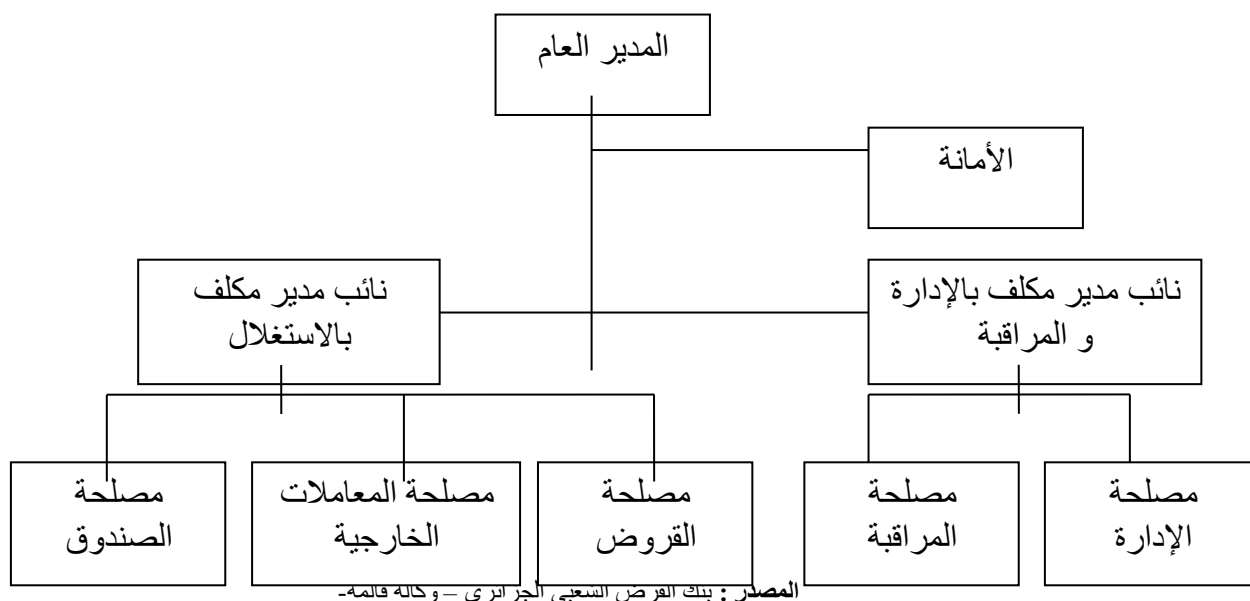 المدير العام
الأمانة
نائب مدير مكلف بالإدارة
و المراقبة
نائب مدير مكلف
بالاستغلال
مصلحة
الإدارة
مصلحة
المراقبة
مصلحة
القروض
مصلحة المعاملات
الخارجية
مصلحة
الصندوق
المصدر : بنك القرض الشعبي الجزائري – وكالة قالمة-